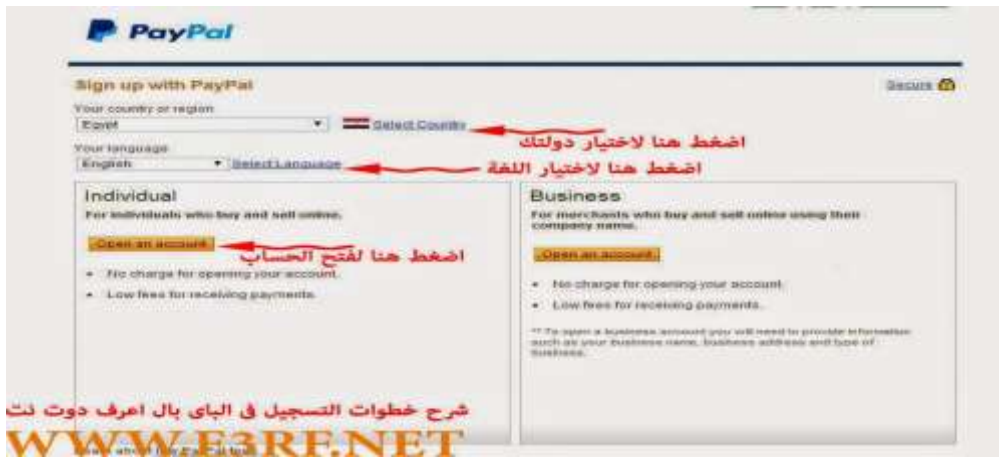 PayPal
Sign up with PayPal
Secure
Your country or region
Egypt
Select Country
اضغط هنا لاختيار دولتك
Your language
English
Select Language
اضغط هنا لاختيار اللغة
Individual
For individuals who buy and sell online.
Open an account
اضغط هنا لفتح الحساب
• No charge for opening your account.
• Low fees for receiving payments.
Business
For merchants who buy and sell online using their
company name.
Open an account
• No charge for opening your account.
• Low fees for receiving payments.
** To open a business account you will need to provide information
such as your business name, business address and type of
business.
شرح خطوات التسجيل فى الباى بال اعرف دوت نت
WWW.E3RF.NET